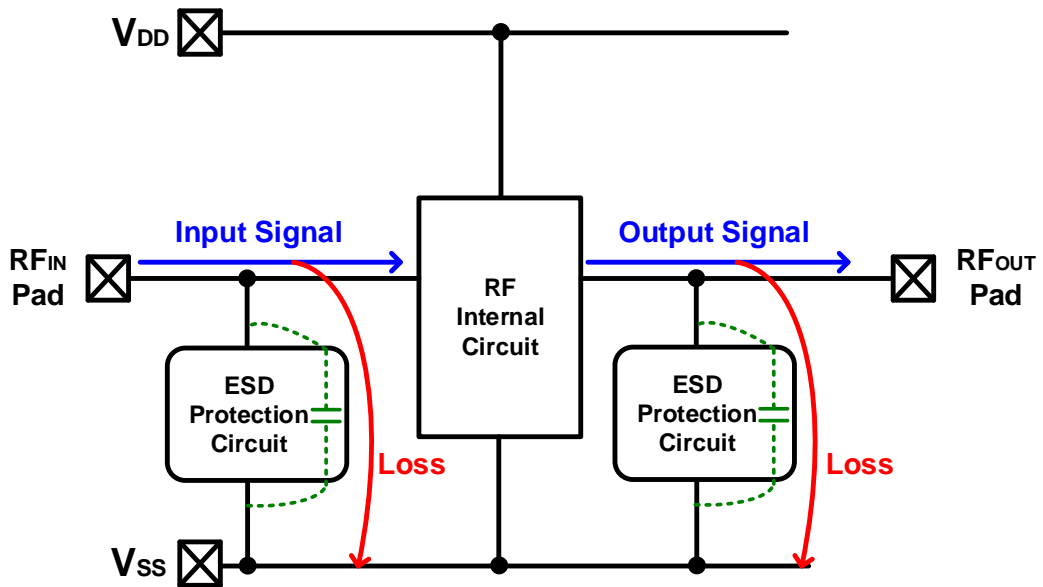 VDD
Input Signal
Output Signal
RFIN
Pad
RF
Internal
Circuit
RFOUT
Pad
ESD
Protection
Circuit
Loss
ESD
Protection
Circuit
Loss
VSS